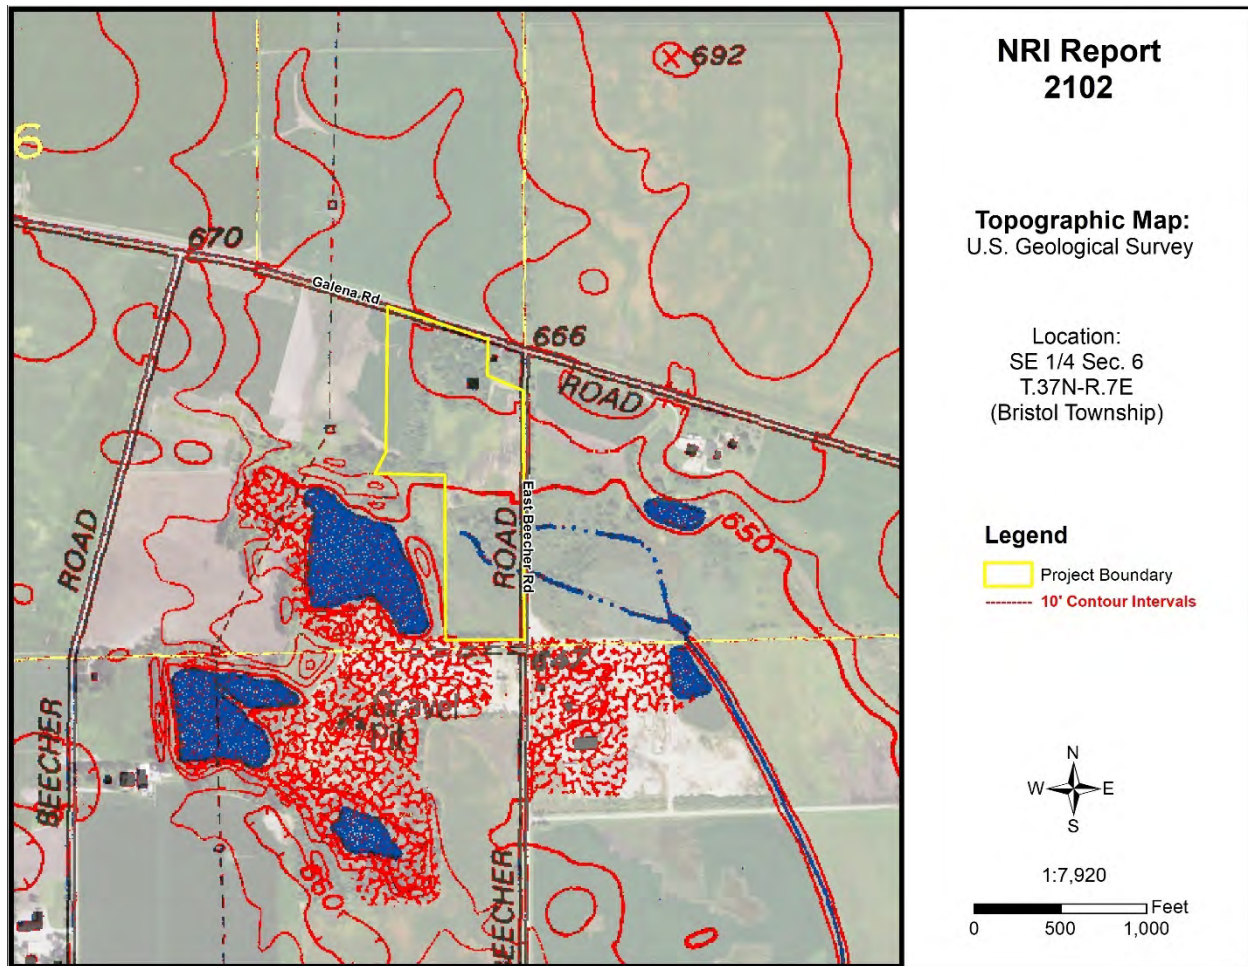 692
6
670
Galena Rd
666
ROAD
ROAD
ROAD
East Beecher Rd
650
Gravel
Pit
BEECHER
BEECHER
NRI Report
2102
Topographic Map:
U.S. Geological Survey
Location:
SE 1/4 Sec. 6
T.37N-R.7E
(Bristol Township)
Legend
Project Boundary
10' Contour Intervals
N
W
E
S
1:7,920
Feet
0 500 1,000